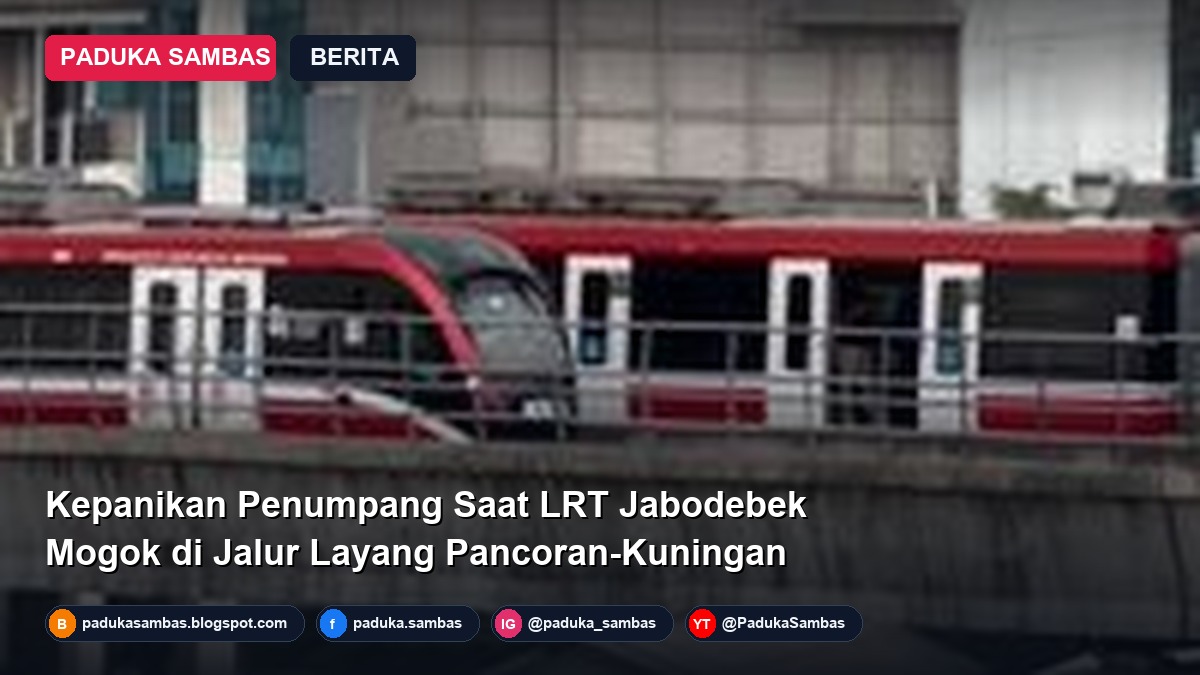 PADUKA SAMBAS
BERITA
Kepanikan Penumpang Saat LRT Jabodebek
Mogok di Jalur Layang Pancoran-Kuningan
B padukasambas.blogspot.com
f paduka.sambas
IG @paduka_sambas
YT @PadukaSambas